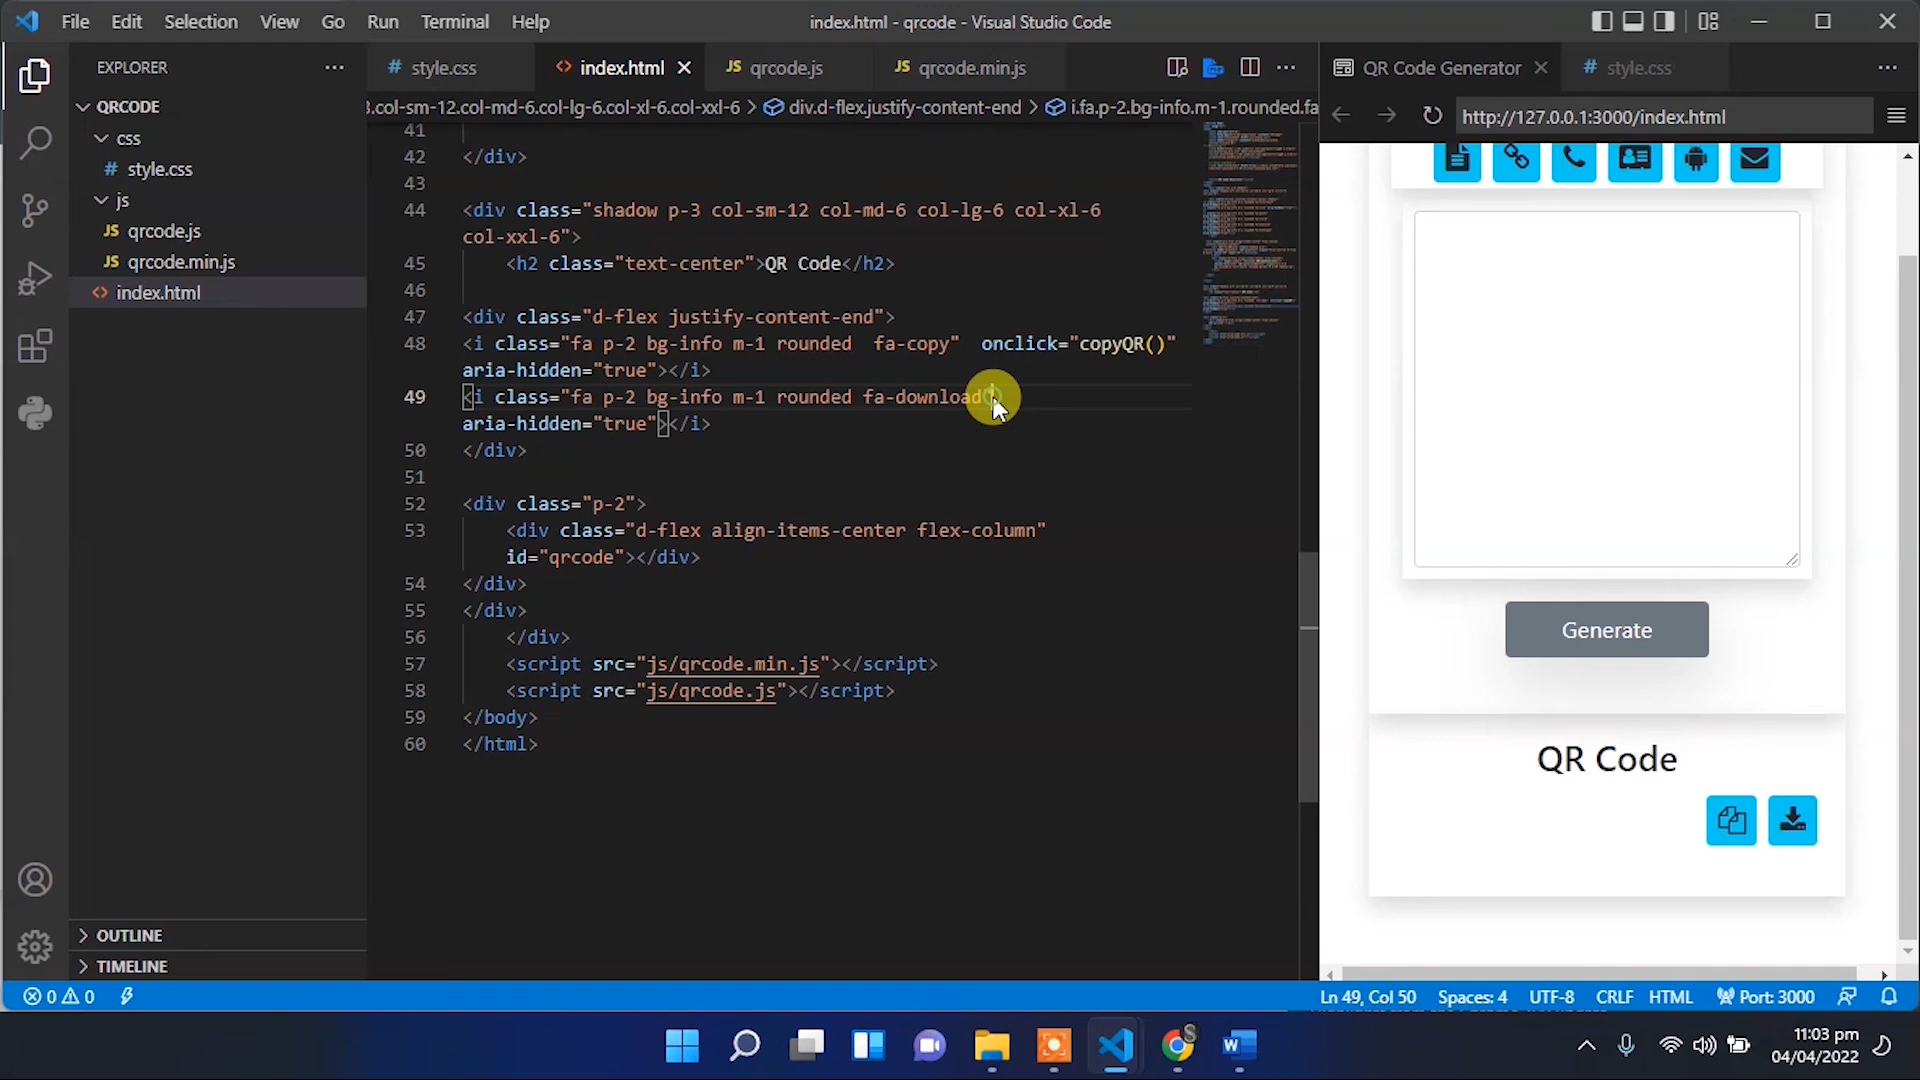 File Edit Selection View Go Run Terminal Help
index.html - qrcode - Visual Studio Code
EXPLORER
QRCODE
css
# style.css
js
JS qrcode.js
JS qrcode.min.js
<> index.html
OUTLINE
TIMELINE
# style.css
<> index.html
JS qrcode.js
JS qrcode.min.js
3.col-sm-12.col-md-6.col-lg-6.col-xl-6.col-xxl-6 > div.d-flex.justify-content-end > i.fa.p-2.bg-info.m-1.rounded.fa
41
42 </div>
43
44 <div class="shadow p-3 col-sm-12 col-md-6 col-lg-6 col-xl-6
col-xxl-6">
45 <h2 class="text-center">QR Code</h2>
46
47 <div class="d-flex justify-content-end">
48 <i class="fa p-2 bg-info m-1 rounded  fa-copy"  onclick="copyQR()"
aria-hidden="true"></i>
49 <i class="fa p-2 bg-info m-1 rounded fa-download"
aria-hidden="true"></i>
50 </div>
51
52 <div class="p-2">
53 <div class="d-flex align-items-center flex-column"
id="qrcode"></div>
54 </div>
55 </div>
56 </div>
57 <script src="js/qrcode.min.js"></script>
58 <script src="js/qrcode.js"></script>
59 </body>
60 </html>
QR Code Generator
# style.css
http://127.0.0.1:3000/index.html
Generate
QR Code
0 0
Ln 49, Col 50 Spaces: 4 UTF-8 CRLF HTML Port: 3000
11:03 pm
04/04/2022